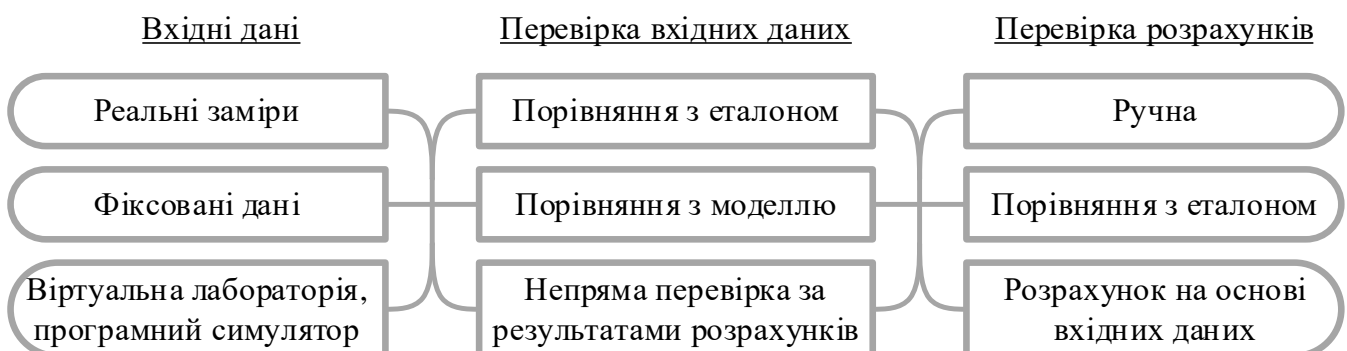 Вхідні дані
Перевірка вхідних даних
Перевірка розрахунків
Реальні заміри
Порівняння з еталоном
Ручна
Фіксовані дані
Порівняння з моделлю
Порівняння з еталоном
Віртуальна лабораторія,
програмний симулятор
Непряма перевірка за
результатами розрахунків
Розрахунок на основі
вхідних даних